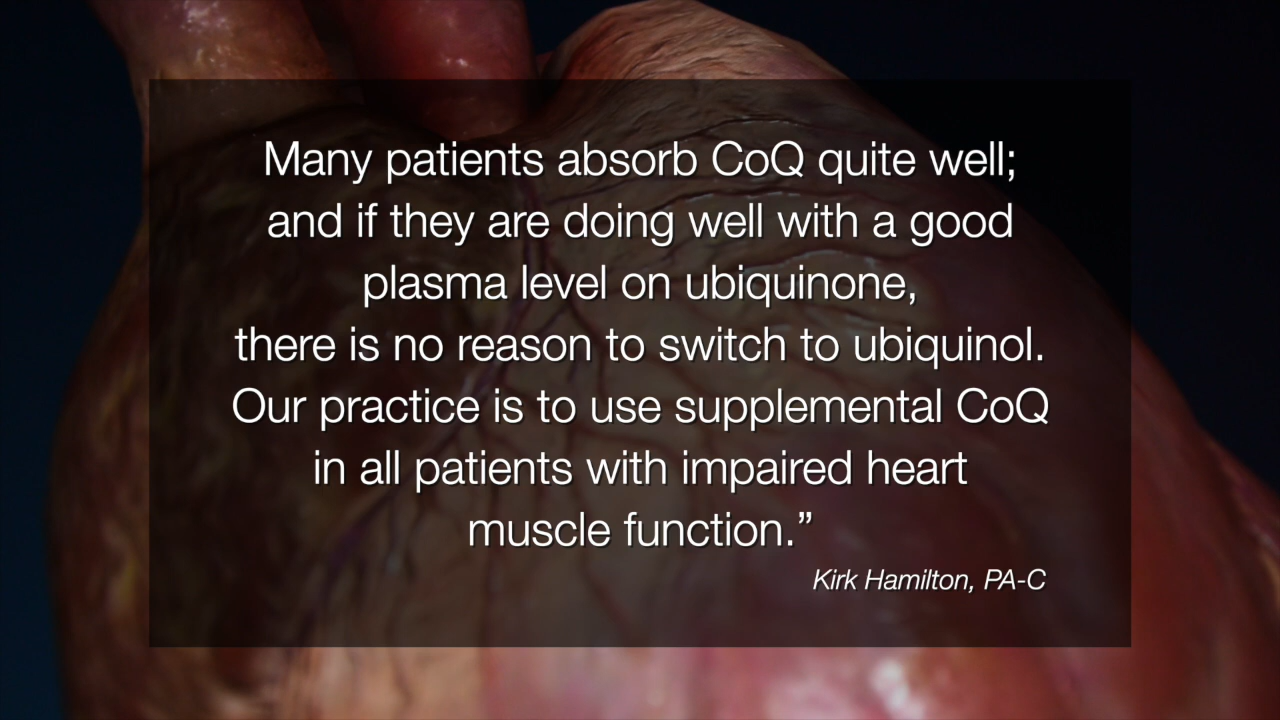 Many patients absorb CoQ quite well;
and if they are doing well with a good
plasma level on ubiquinone,
there is no reason to switch to ubiquinol.
Our practice is to use supplemental CoQ
in all patients with impaired heart
muscle function.”
Kirk Hamilton, PA-C